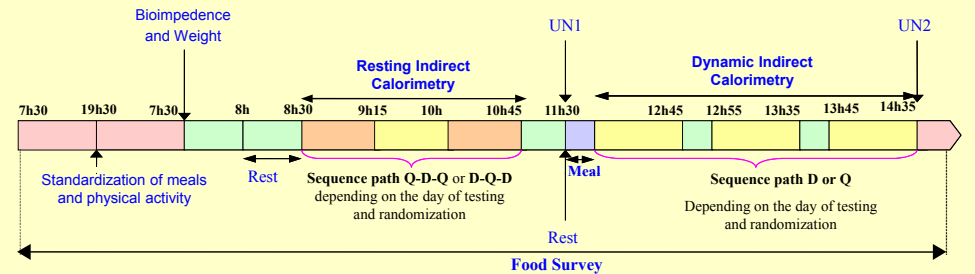 Bioimpedence
and Weight
UN1
UN2
Resting Indirect
Calorimetry
Dynamic Indirect
Calorimetry
7h30
19h30
7h30
8h
8h30
9h15
10h
10h45
11h30
12h45
12h55
13h35
13h45
14h35
Standardization of meals
and physical activity
Rest
Sequence path Q-D-Q or D-Q-D
depending on the day of testing
and randomization
Meal
Sequence path D or Q
Depending on the day of testing
and randomization
Rest
Food Survey